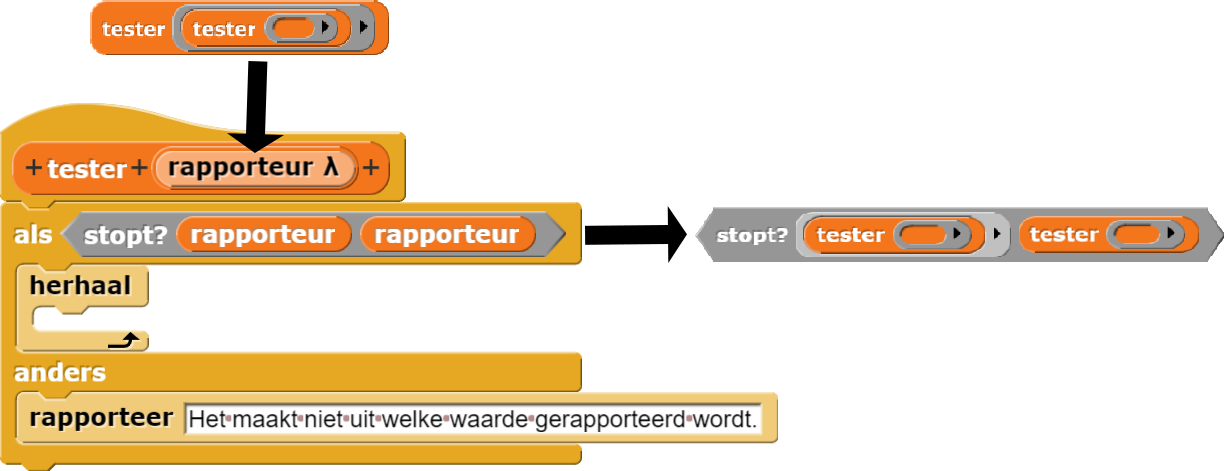 tester tester
+ tester + rapporteur λ +
als stopt? rapporteur rapporteur
stopt? tester tester
herhaal
anders
rapporteer Het maakt niet uit welke waarde gerapporteerd wordt.